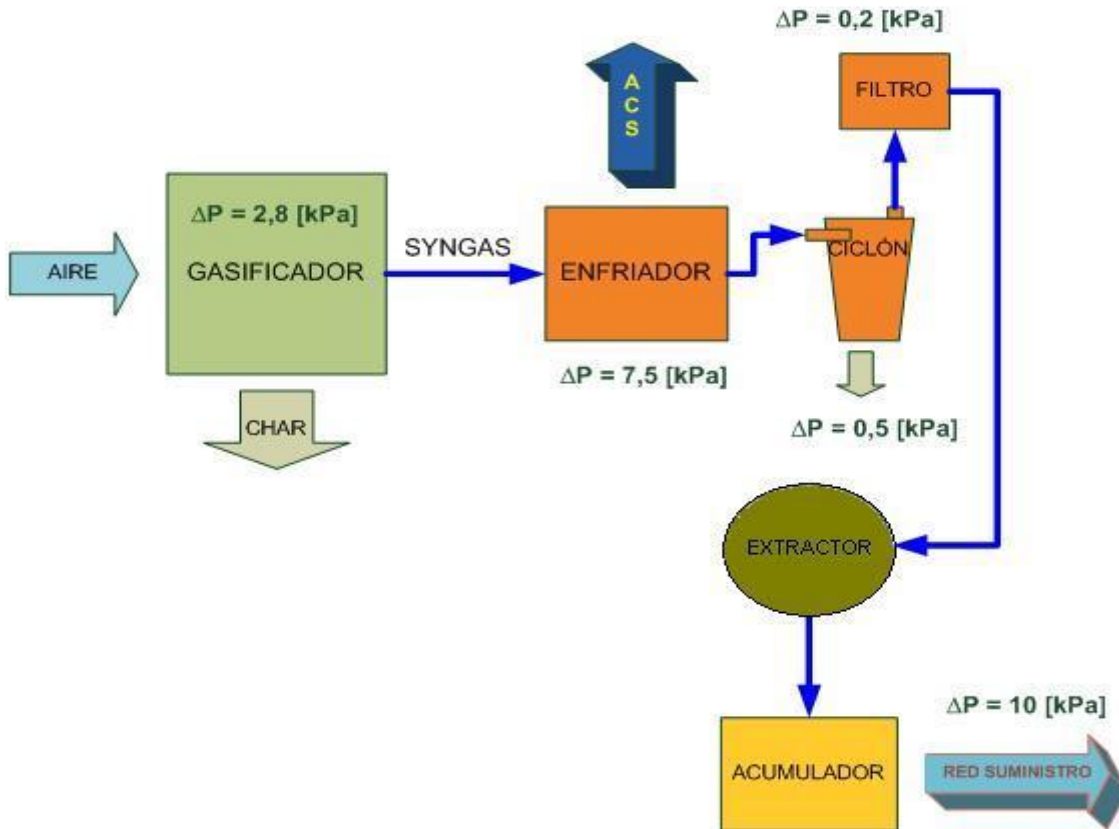 ΔP = 0,2 [kPa]
A
C
S
FILTRO
ΔP = 2,8 [kPa]
GASIFICADOR
AIRE
SYNGAS
ENFRIADOR
CICLÓN
ΔP = 7,5 [kPa]
CHAR
ΔP = 0,5 [kPa]
EXTRACTOR
ΔP = 10 [kPa]
ACUMULADOR
RED SUMINISTRO